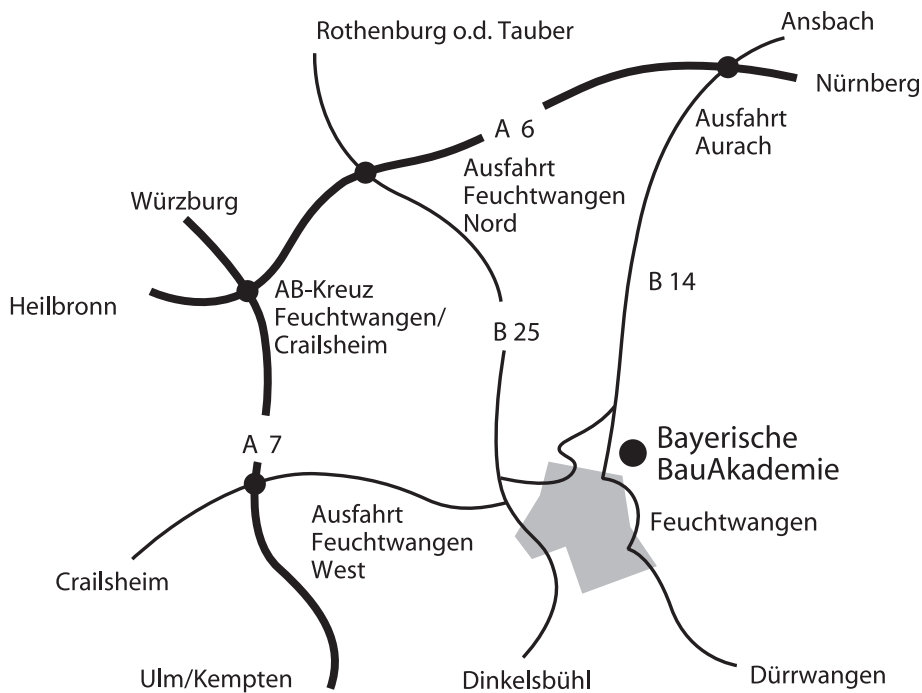 Rothenburg o.d. Tauber
Ansbach
Nürnberg
Ausfahrt
Aurach
A 6
Ausfahrt
Feuchtwangen
Nord
Würzburg
Heilbronn
AB-Kreuz
Feuchtwangen/
Crailsheim
B 14
B 25
A 7
Bayerische
BauAkademie
Ausfahrt
Feuchtwangen
West
Feuchtwangen
Crailsheim
Ulm/Kempten
Dinkelsbühl
Dürrwangen